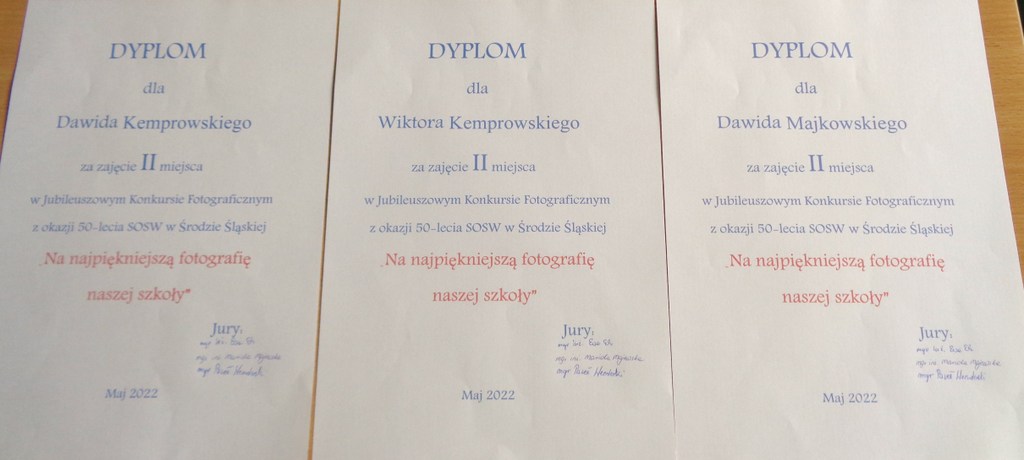 DYPLOM
dla
Dawida Kemprowskiego
za zajęcie II miejsca
w Jubileuszowym Konkursie Fotograficznym
z okazji 50-lecia SOSW w Środzie Śląskiej
„Na najpiękniejszą fotografię
naszej szkoły"
Jury:
Maj 2022
DYPLOM
dla
Wiktora Kemprowskiego
za zajęcie II miejsca
w Jubileuszowym Konkursie Fotograficznym
z okazji 50-lecia SOSW w Środzie Śląskiej
„Na najpiękniejszą fotografię
naszej szkoły"
Jury:
Maj 2022
DYPLOM
dla
Dawida Majkowskiego
za zajęcie II miejsca
w Jubileuszowym Konkursie Fotograficznym
z okazji 50-lecia SOSW w Środzie Śląskiej
„Na najpiękniejszą fotografię
naszej szkoły"
Jury:
Maj 2022